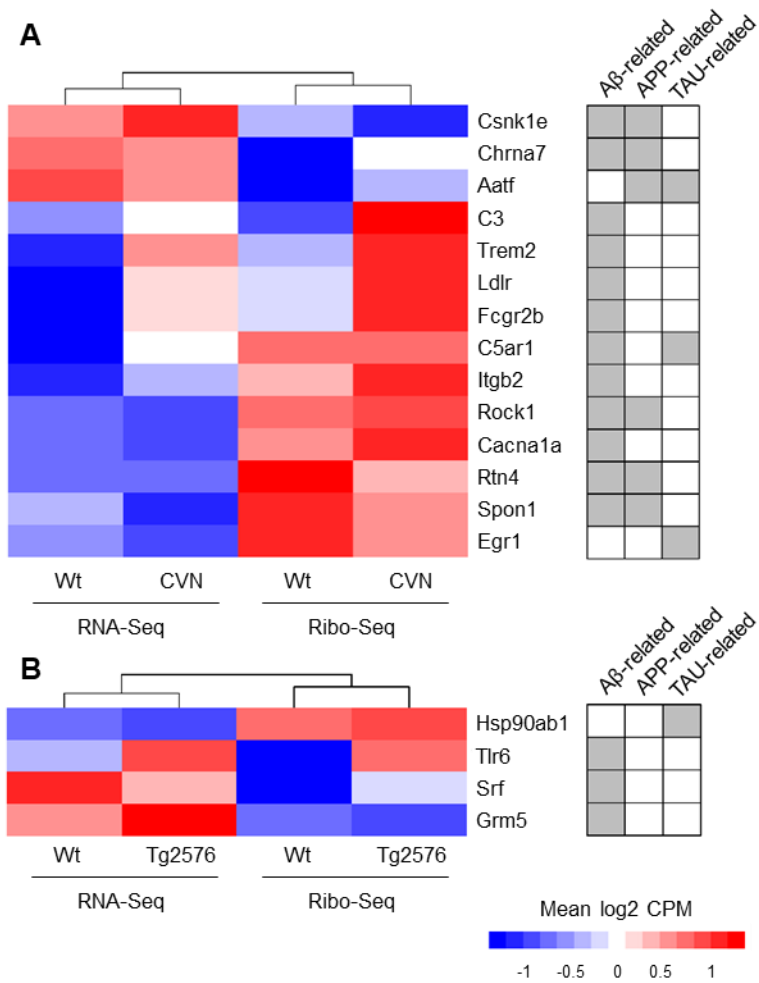 A
Aβ-related
APP-related
TAU-related
Csnk1e
Chrna7
Aatf
C3
Trem2
Ldlr
Fcgr2b
C5ar1
Itgb2
Rock1
Cacna1a
Rtn4
Spon1
Egr1
Wt CVN Wt CVN
RNA-Seq Ribo-Seq
B
Aβ-related
APP-related
TAU-related
Hsp90ab1
Tlr6
Srf
Grm5
Wt Tg2576 Wt Tg2576
RNA-Seq Ribo-Seq
Mean log2 CPM
-1 -0.5 0 0.5 1